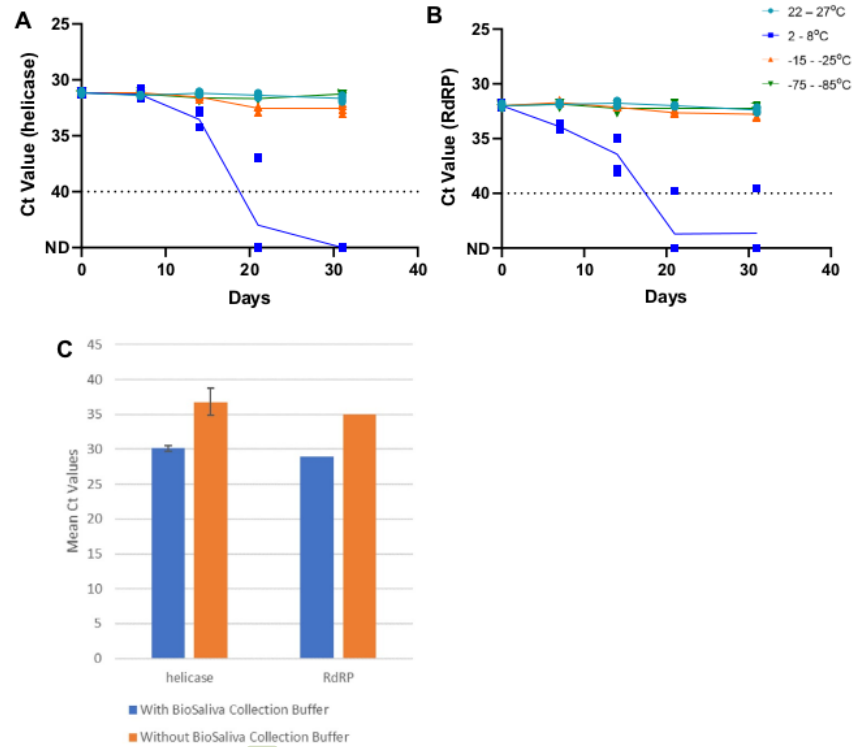 A
Ct Value (helicase)
25
30
35
40
ND
0
10
20
30
40
Days
B
Ct Value (RdRP)
25
30
35
40
ND
0
10
20
30
40
Days
22 – 27°C
2 - 8°C
-15 - -25°C
-75 - -85°C
C
Mean Ct Values
45
40
35
30
25
20
15
10
5
0
helicase
RdRP
With BioSaliva Collection Buffer
Without BioSaliva Collection Buffer